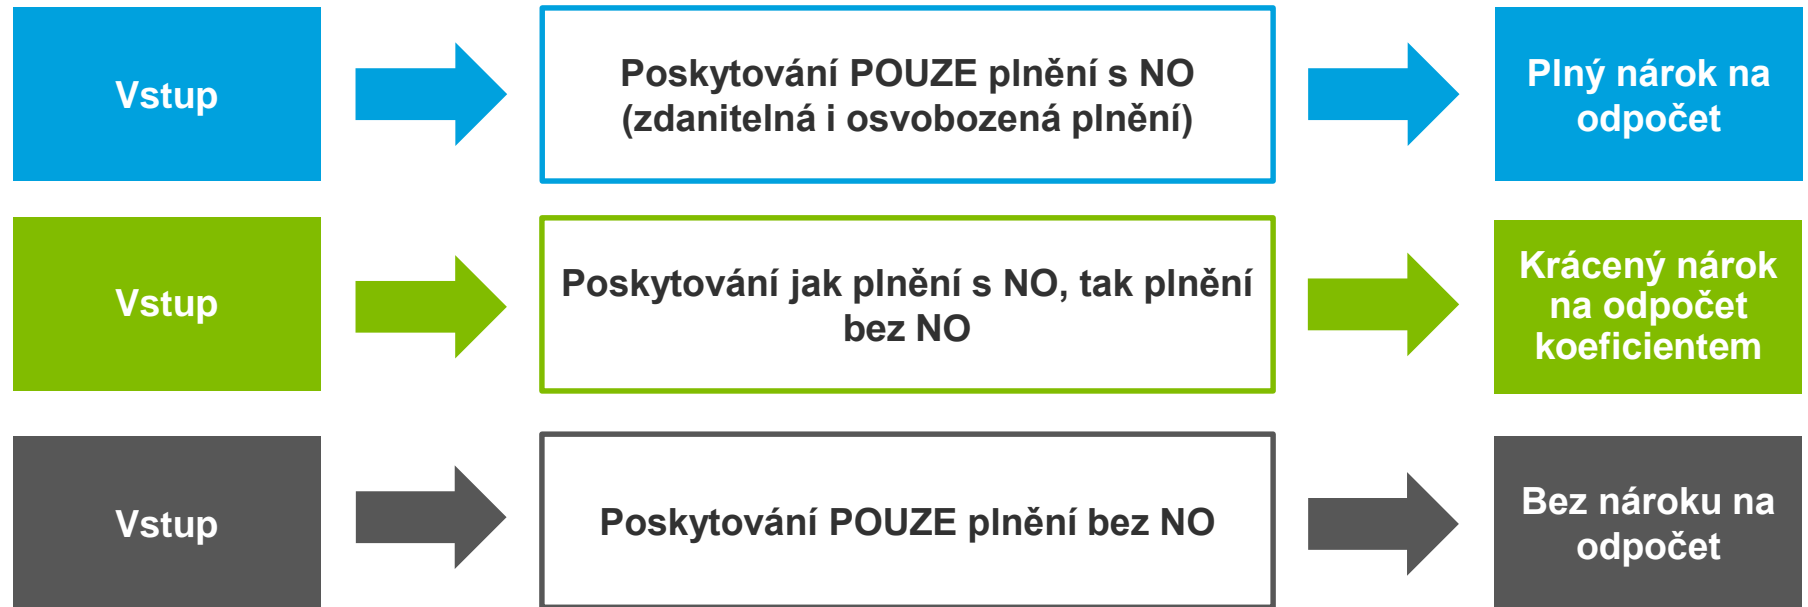 Vstup
Poskytování POUZE plnění s NO
(zdanitelná i osvobozená plnění)
Plný nárok na
odpočet
Vstup
Poskytování jak plnění s NO, tak plnění
bez NO
Krácený nárok
na odpočet
koeficientem
Vstup
Poskytování POUZE plnění bez NO
Bez nároku na
odpočet